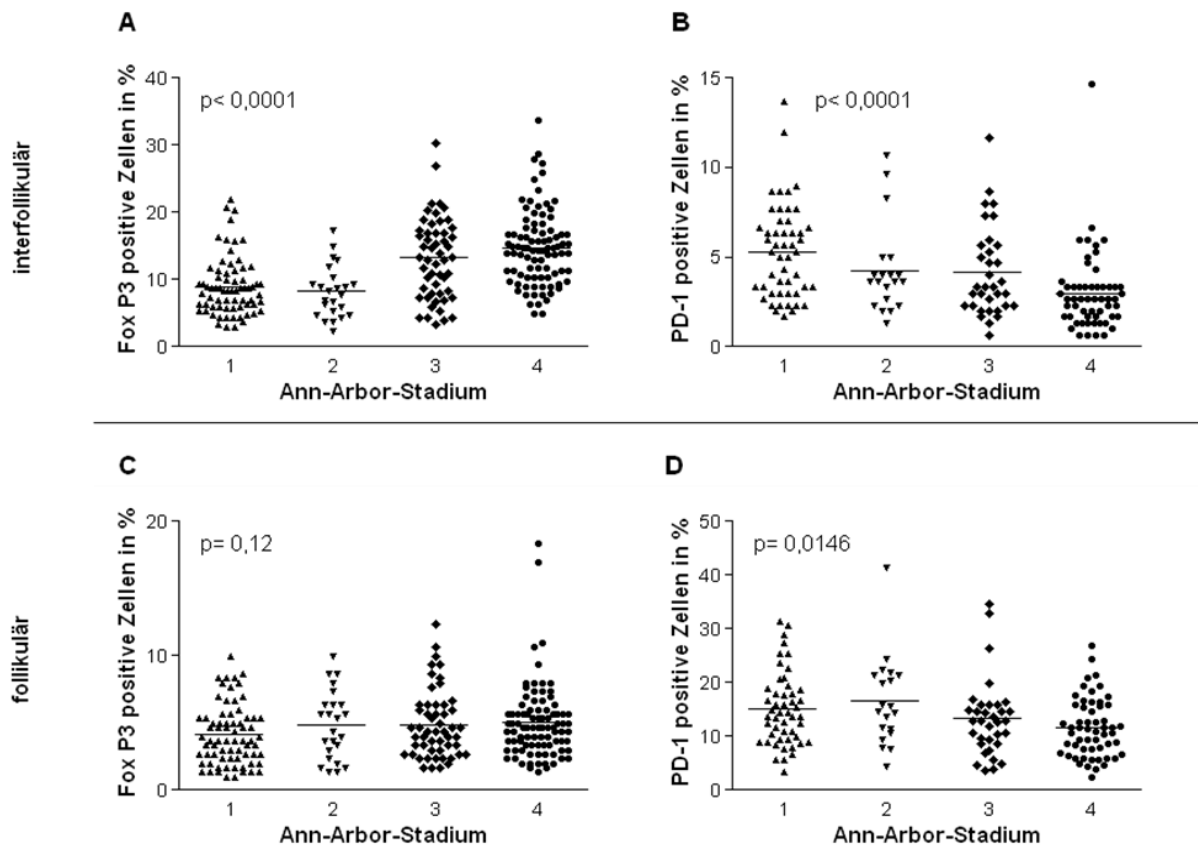 A
Fox P3 positive Zellen in %
40
30
20
10
0
p< 0,0001
1 2 3 4
Ann-Arbor-Stadium
B
PD-1 positive Zellen in %
15
10
5
0
p< 0,0001
1 2 3 4
Ann-Arbor-Stadium
interfollikulär
C
Fox P3 positive Zellen in %
20
10
0
p= 0,12
1 2 3 4
Ann-Arbor-Stadium
D
PD-1 positive Zellen in %
50
40
30
20
10
0
p= 0,0146
1 2 3 4
Ann-Arbor-Stadium
follikulär